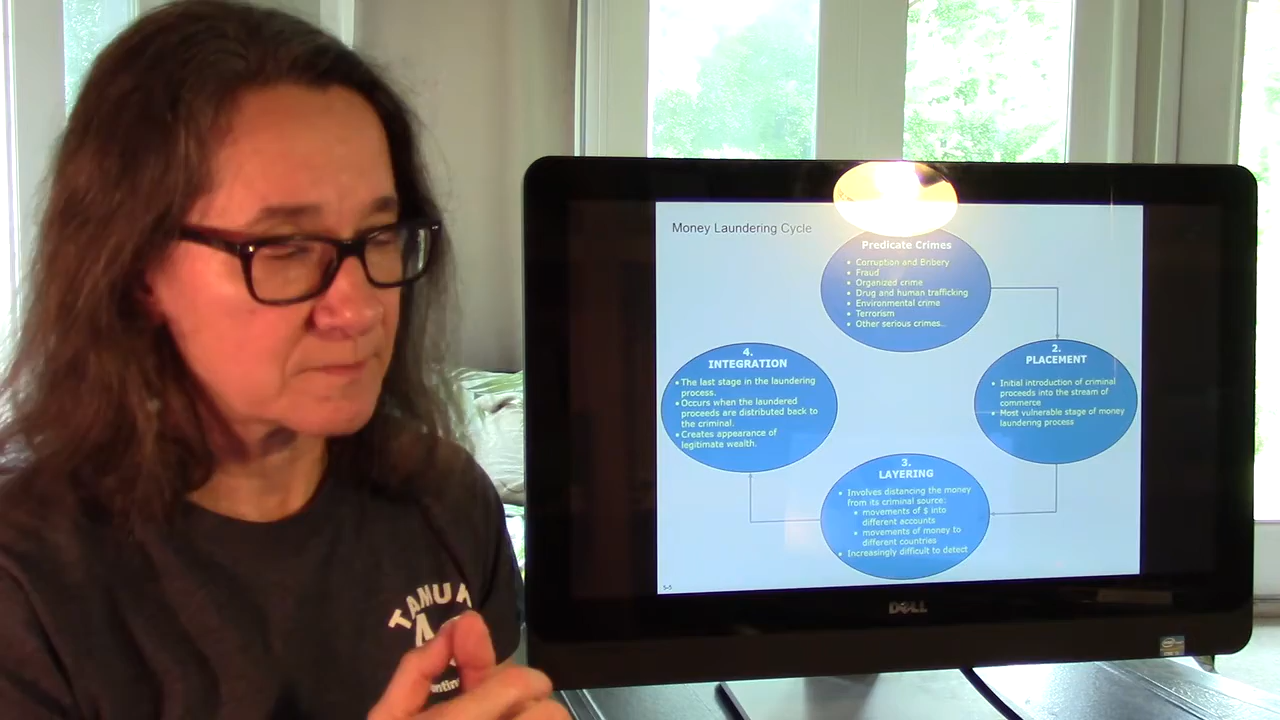 Money Laundering Cycle
Predicate Crimes
• Corruption and Bribery
• Fraud
• Organized crime
• Drug and human trafficking
• Environmental crime
• Terrorism
• Other serious crimes...
2.
PLACEMENT
• Initial introduction of criminal
proceeds into the stream of
commerce
• Most vulnerable stage of money
laundering process
3.
LAYERING
• Involves distancing the money
from its criminal source:
• movements of $ into
different accounts
• movements of money to
different countries
• Increasingly difficult to detect
4.
INTEGRATION
• The last stage in the laundering
process.
• Occurs when the laundered
proceeds are distributed back to
the criminal.
• Creates appearance of
legitimate wealth.
5-5
DELL
TAMUK